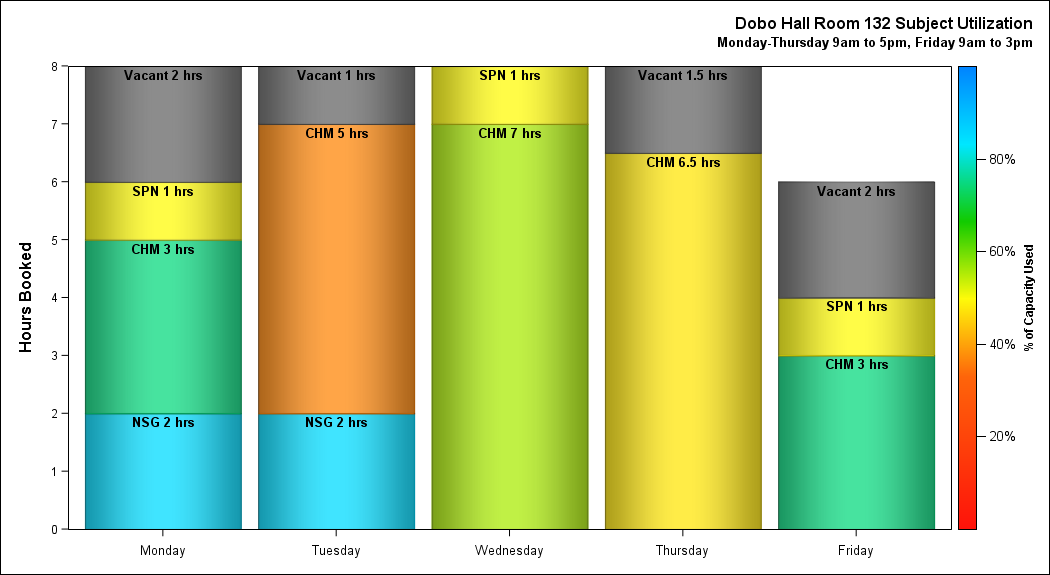 Dobo Hall Room 132 Subject Utilization
Monday-Thursday 9am to 5pm, Friday 9am to 3pm
Hours Booked
8
7
6
5
4
3
2
1
0
Vacant 2 hrs
SPN 1 hrs
CHM 3 hrs
NSG 2 hrs
Vacant 1 hrs
CHM 5 hrs
NSG 2 hrs
SPN 1 hrs
CHM 7 hrs
Vacant 1.5 hrs
CHM 6.5 hrs
Vacant 2 hrs
SPN 1 hrs
CHM 3 hrs
Monday Tuesday Wednesday Thursday Friday
80%
60%
40%
20%
% of Capacity Used